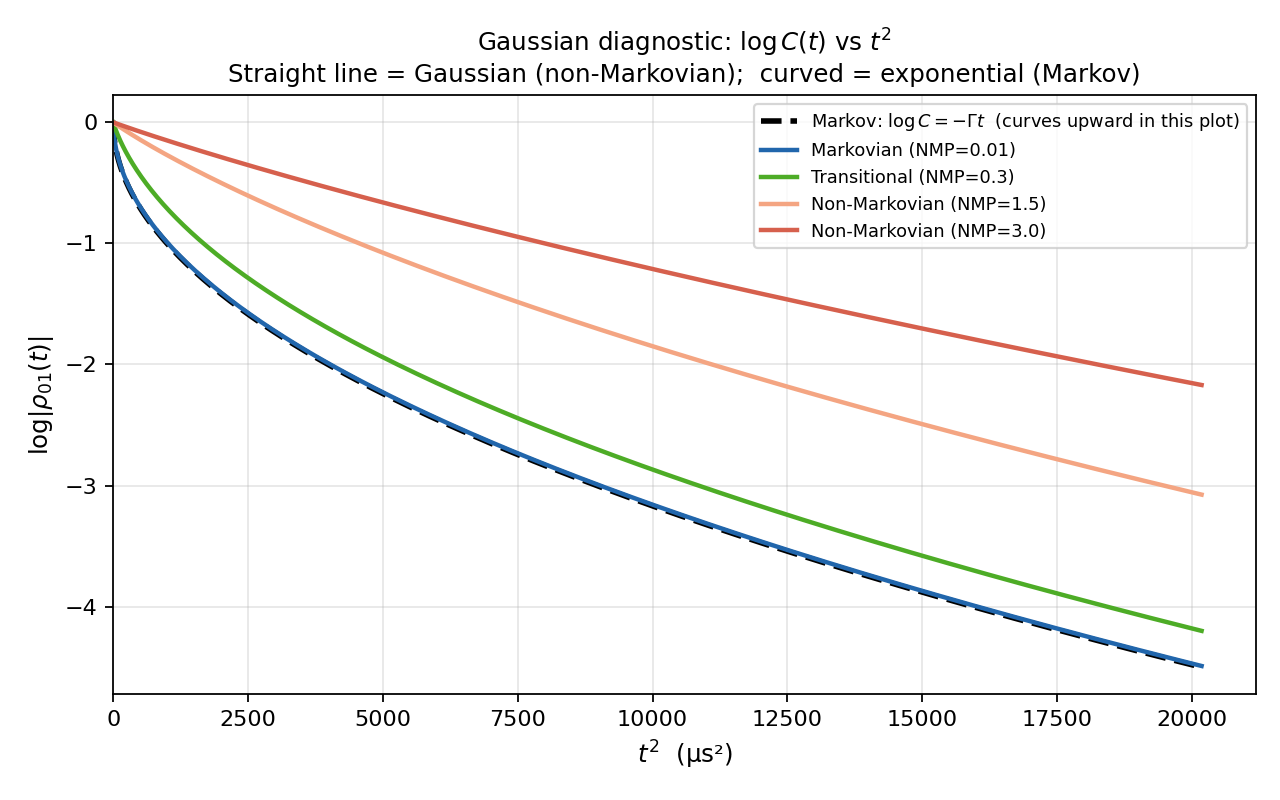 Gaussian diagnostic: log C(t) vs t²
Straight line = Gaussian (non-Markovian);  curved = exponential (Markov)
Markov: log C = −Γt  (curves upward in this plot)
Markovian (NMP=0.01)
Transitional (NMP=0.3)
Non-Markovian (NMP=1.5)
Non-Markovian (NMP=3.0)
log|ρ₀₁(t)|
0
−1
−2
−3
−4
0 2500 5000 7500 10000 12500 15000 17500 20000
t²  (μs²)